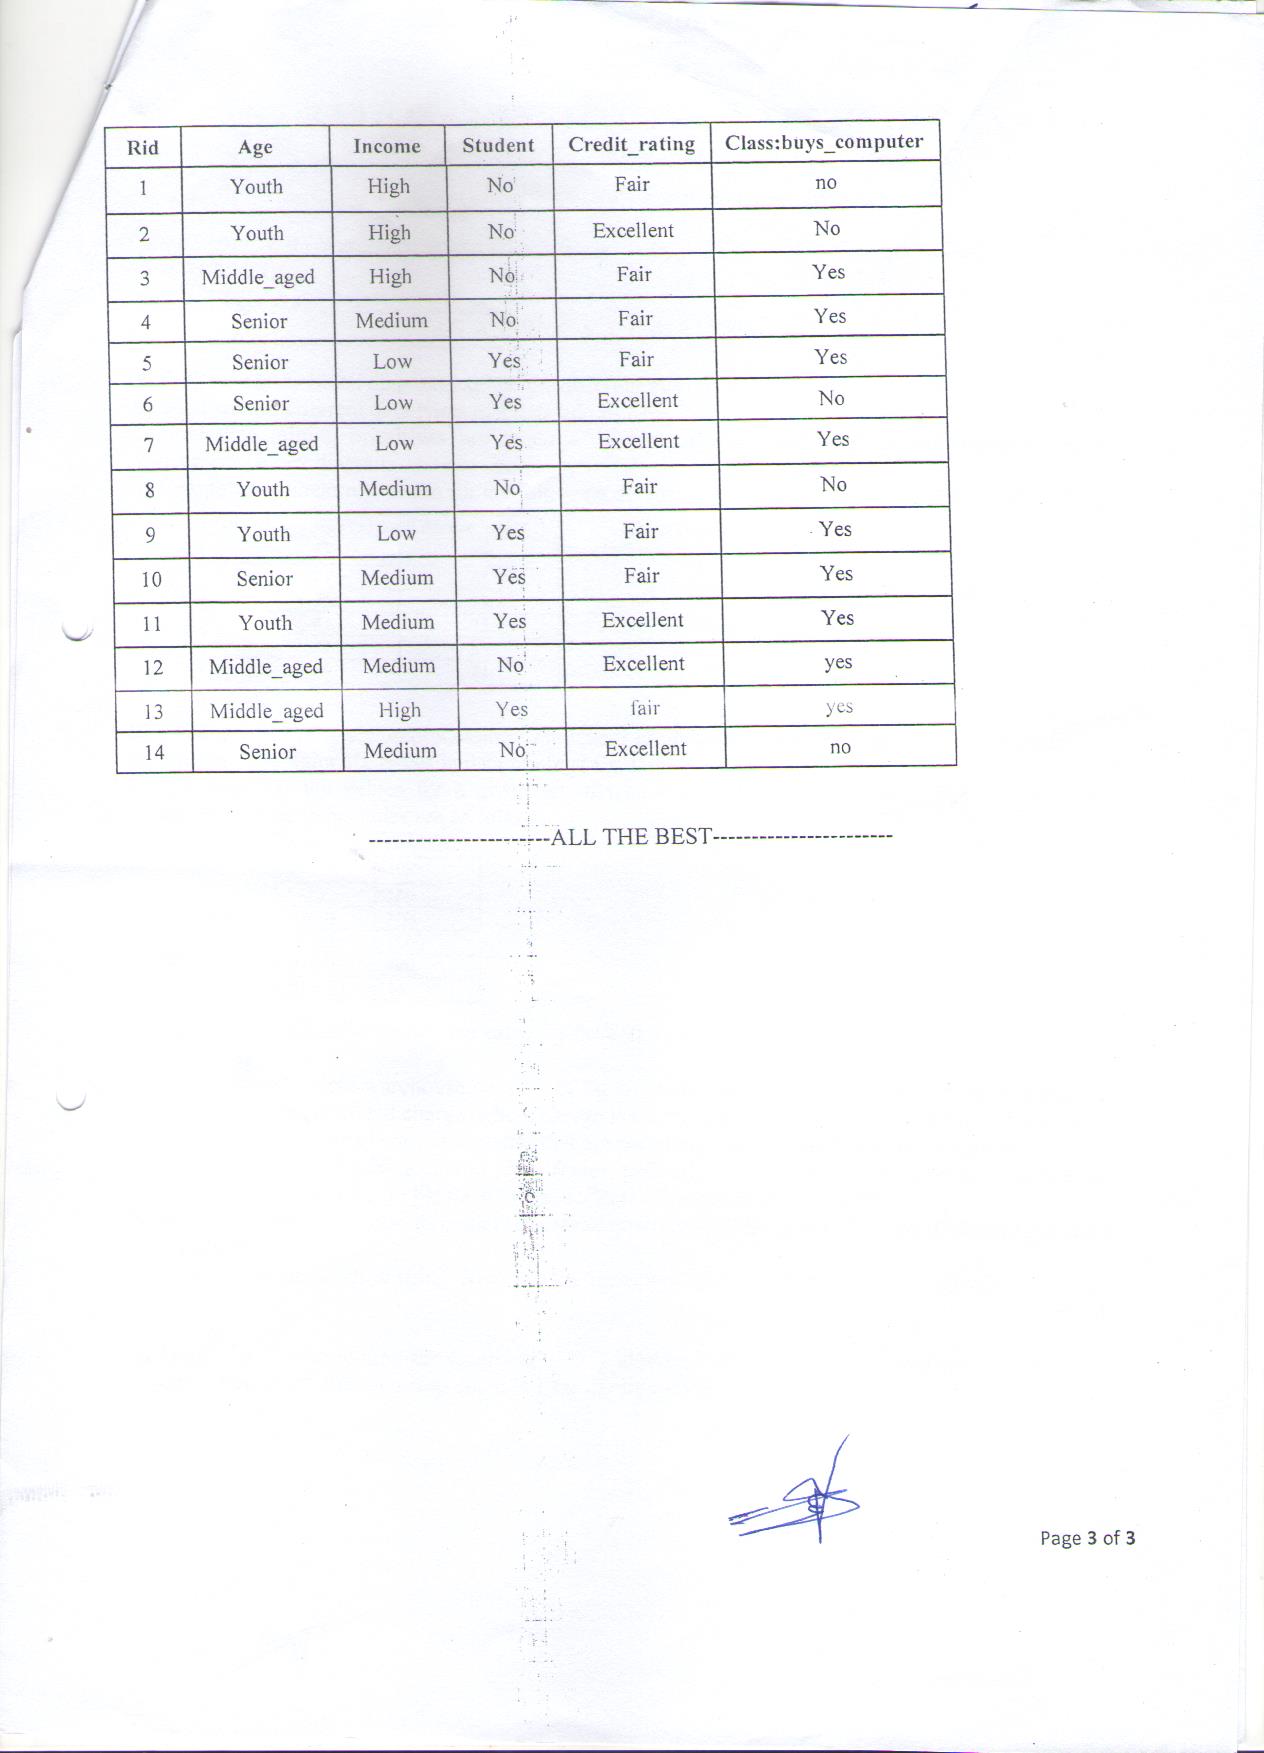 Rid Age Income Student Credit_rating Class:buys_computer
1 Youth High No Fair no
2 Youth High No Excellent No
3 Middle_aged High No Fair Yes
4 Senior Medium No Fair Yes
5 Senior Low Yes Fair Yes
6 Senior Low Yes Excellent No
7 Middle_aged Low Yes Excellent Yes
8 Youth Medium No Fair No
9 Youth Low Yes Fair Yes
10 Senior Medium Yes Fair Yes
11 Youth Medium Yes Excellent Yes
12 Middle_aged Medium No Excellent yes
13 Middle_aged High Yes fair yes
14 Senior Medium No Excellent no
-----------------------ALL THE BEST-----------------------
Page 3 of 3